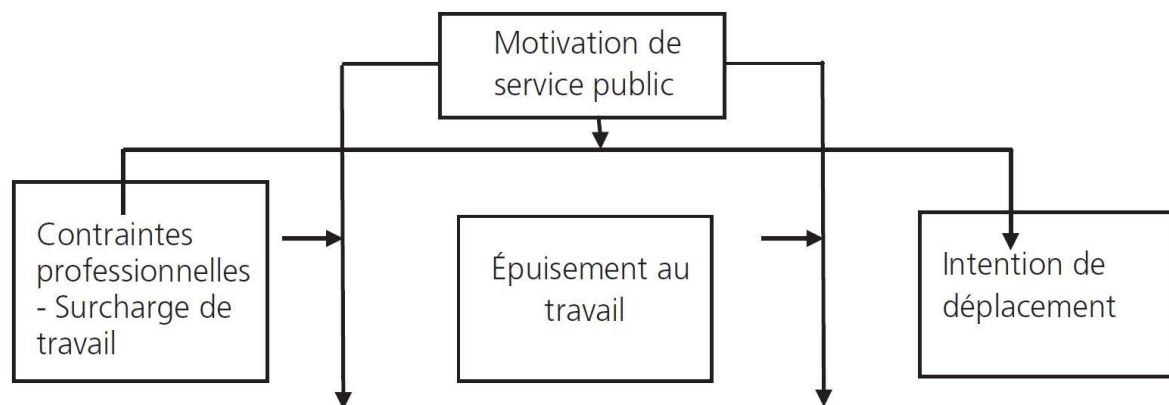 Motivation de
service public
Contraintes
professionnelles
- Surcharge de
travail
Épuisement au
travail
Intention de
déplacement